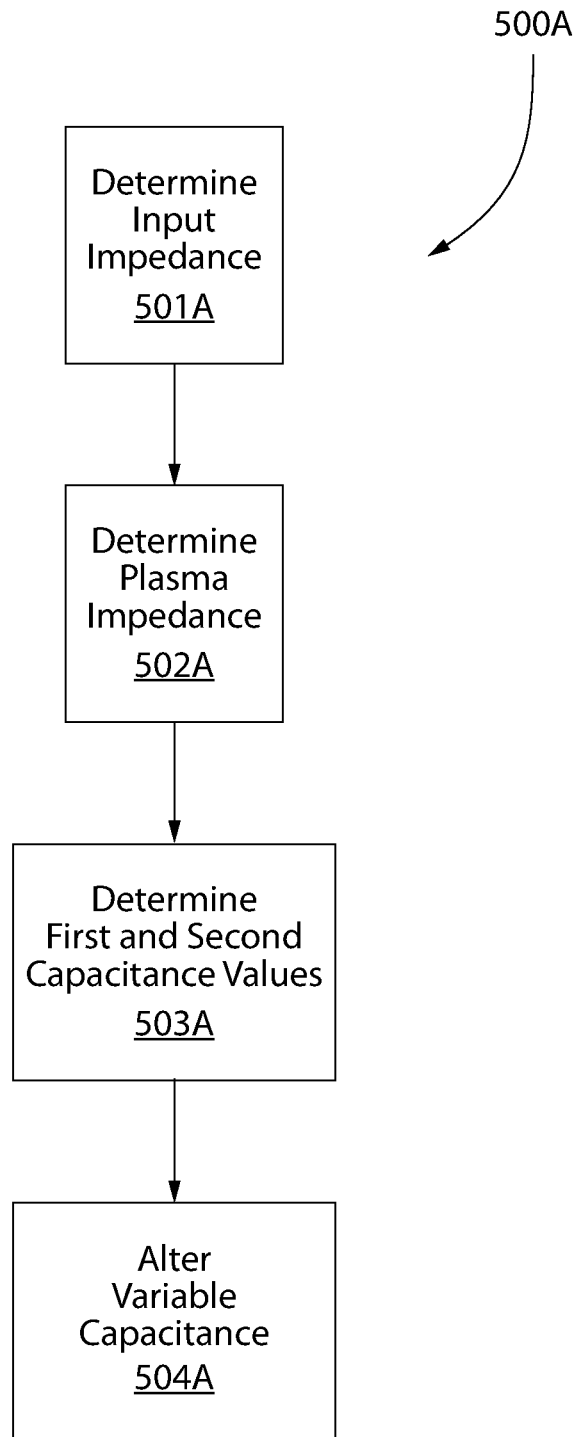 500A
Determine
Input
Impedance
501A
Determine
Plasma
Impedance
502A
Determine
First and Second
Capacitance Values
503A
Alter
Variable
Capacitance
504A